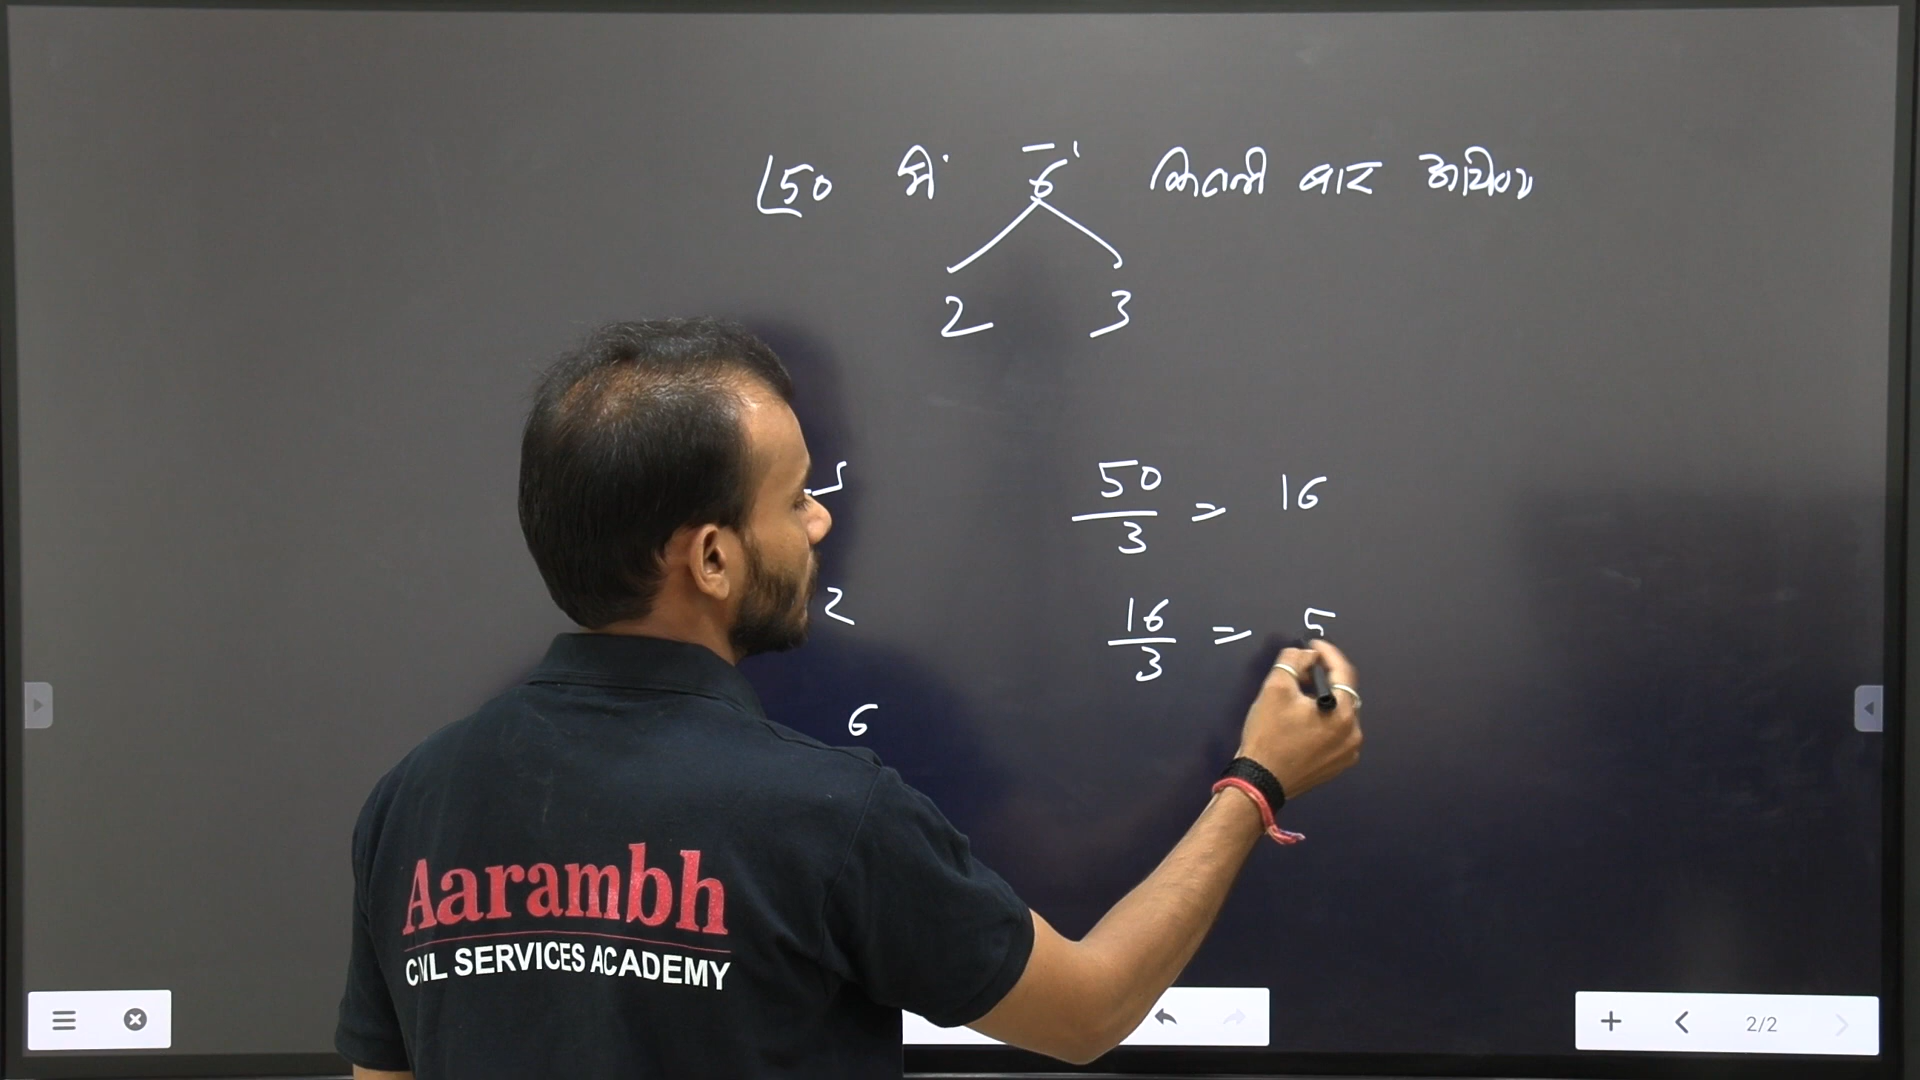 ⌊50 में 6 कितनी बार आयेगा
2 3
50/3 = 16
2
16/3 = 5
6
Aarambh
CIVIL SERVICES ACADEMY
2/2